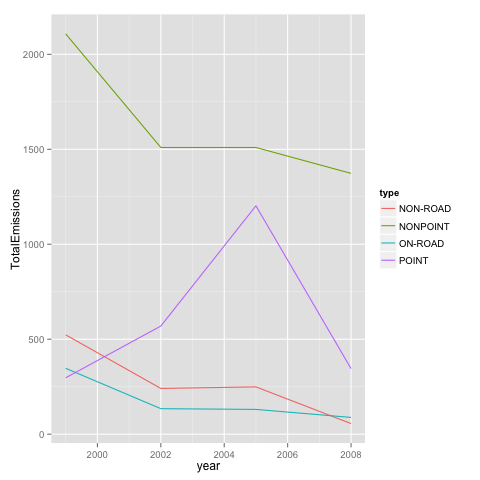 2000
1500
1000
500
0
TotalEmissions
2000
2002
2004
2006
2008
year
type
NON-ROAD
NONPOINT
ON-ROAD
POINT